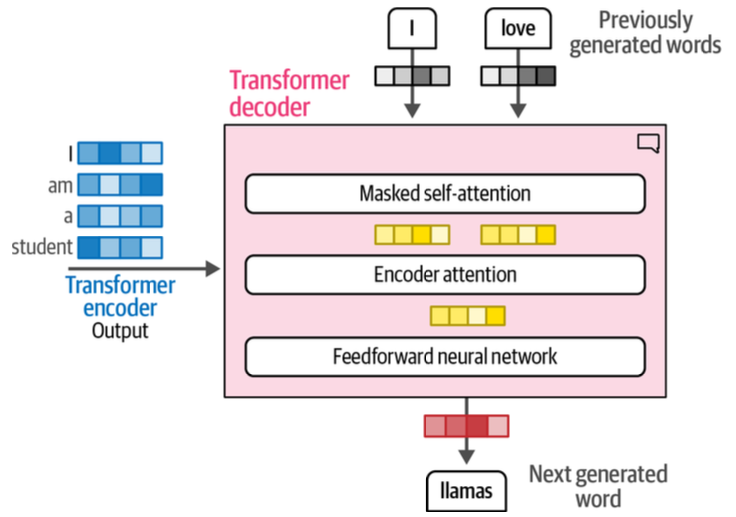 I
love
Previously
generated words
Transformer
decoder
I
am
a
student
Transformer
encoder
Output
Masked self-attention
Encoder attention
Feedforward neural network
llamas
Next generated
word